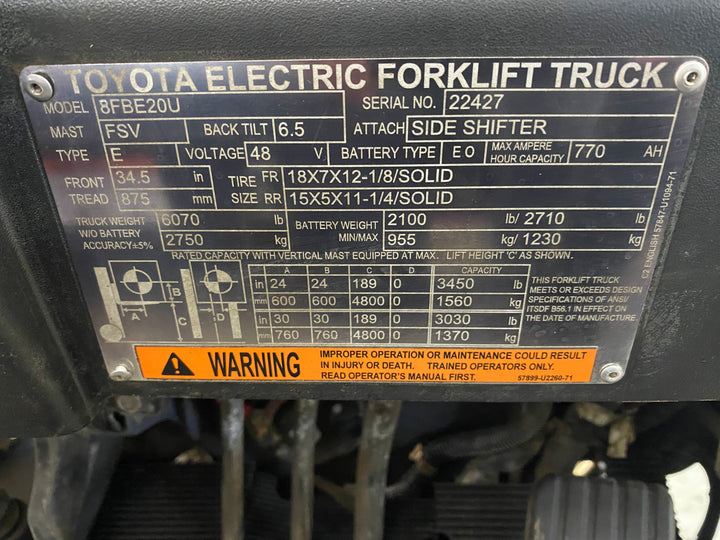 TOYOTA ELECTRIC FORKLIFT TRUCK
MODEL 8FBE20U SERIAL NO. 22427
MAST FSV BACK TILT 6.5 ATTACH SIDE SHIFTER
TYPE E VOLTAGE 48 V BATTERY TYPE E O MAX AMPERE HOUR CAPACITY 770 AH
FRONT 34.5 in TIRE FR 18X7X12-1/8/SOLID
TREAD 875 mm SIZE RR 15X5X11-1/4/SOLID
TRUCK WEIGHT 6070 lb BATTERY WEIGHT 2100 lb/ 2710 lb
W/O BATTERY 2750 kg MIN/MAX 955 kg/ 1230 kg
ACCURACY±5%
RATED CAPACITY WITH VERTICAL MAST EQUIPPED AT MAX. LIFT HEIGHT 'C' AS SHOWN.
A B C D CAPACITY
in 24 24 189 0 3450 lb
mm 600 600 4800 0 1560 kg
in 30 30 189 0 3030 lb
mm 760 760 4800 0 1370 kg
A B C D
THIS FORKLIFT TRUCK
MEETS OR EXCEEDS DESIGN
SPECIFICATIONS OF ANSI/
ITSDF B56.1 IN EFFECT ON
THE DATE OF MANUFACTURE.
C2 ENGLISH 57847-U1094-71
WARNING
IMPROPER OPERATION OR MAINTENANCE COULD RESULT
IN INJURY OR DEATH. TRAINED OPERATORS ONLY.
READ OPERATOR'S MANUAL FIRST. 57899-U2260-71